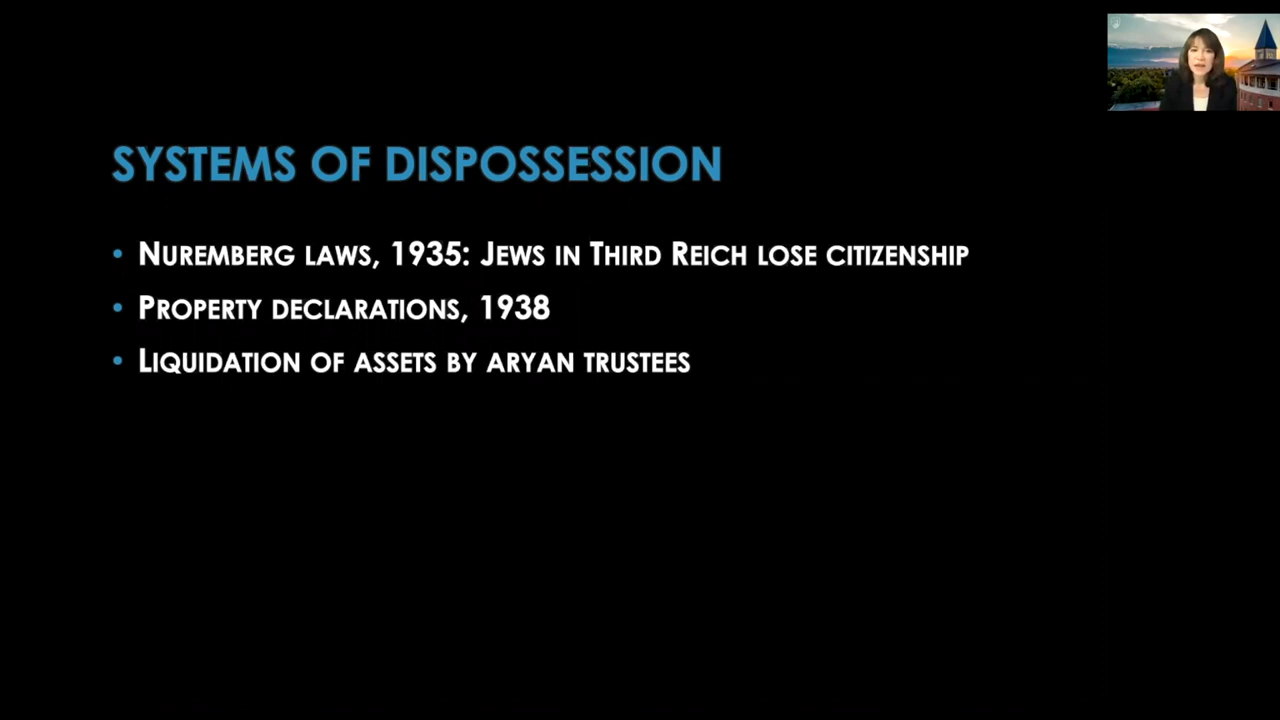 SYSTEMS OF DISPOSSESSION
• NUREMBERG LAWS, 1935: JEWS IN THIRD REICH LOSE CITIZENSHIP
• PROPERTY DECLARATIONS, 1938
• LIQUIDATION OF ASSETS BY ARYAN TRUSTEES